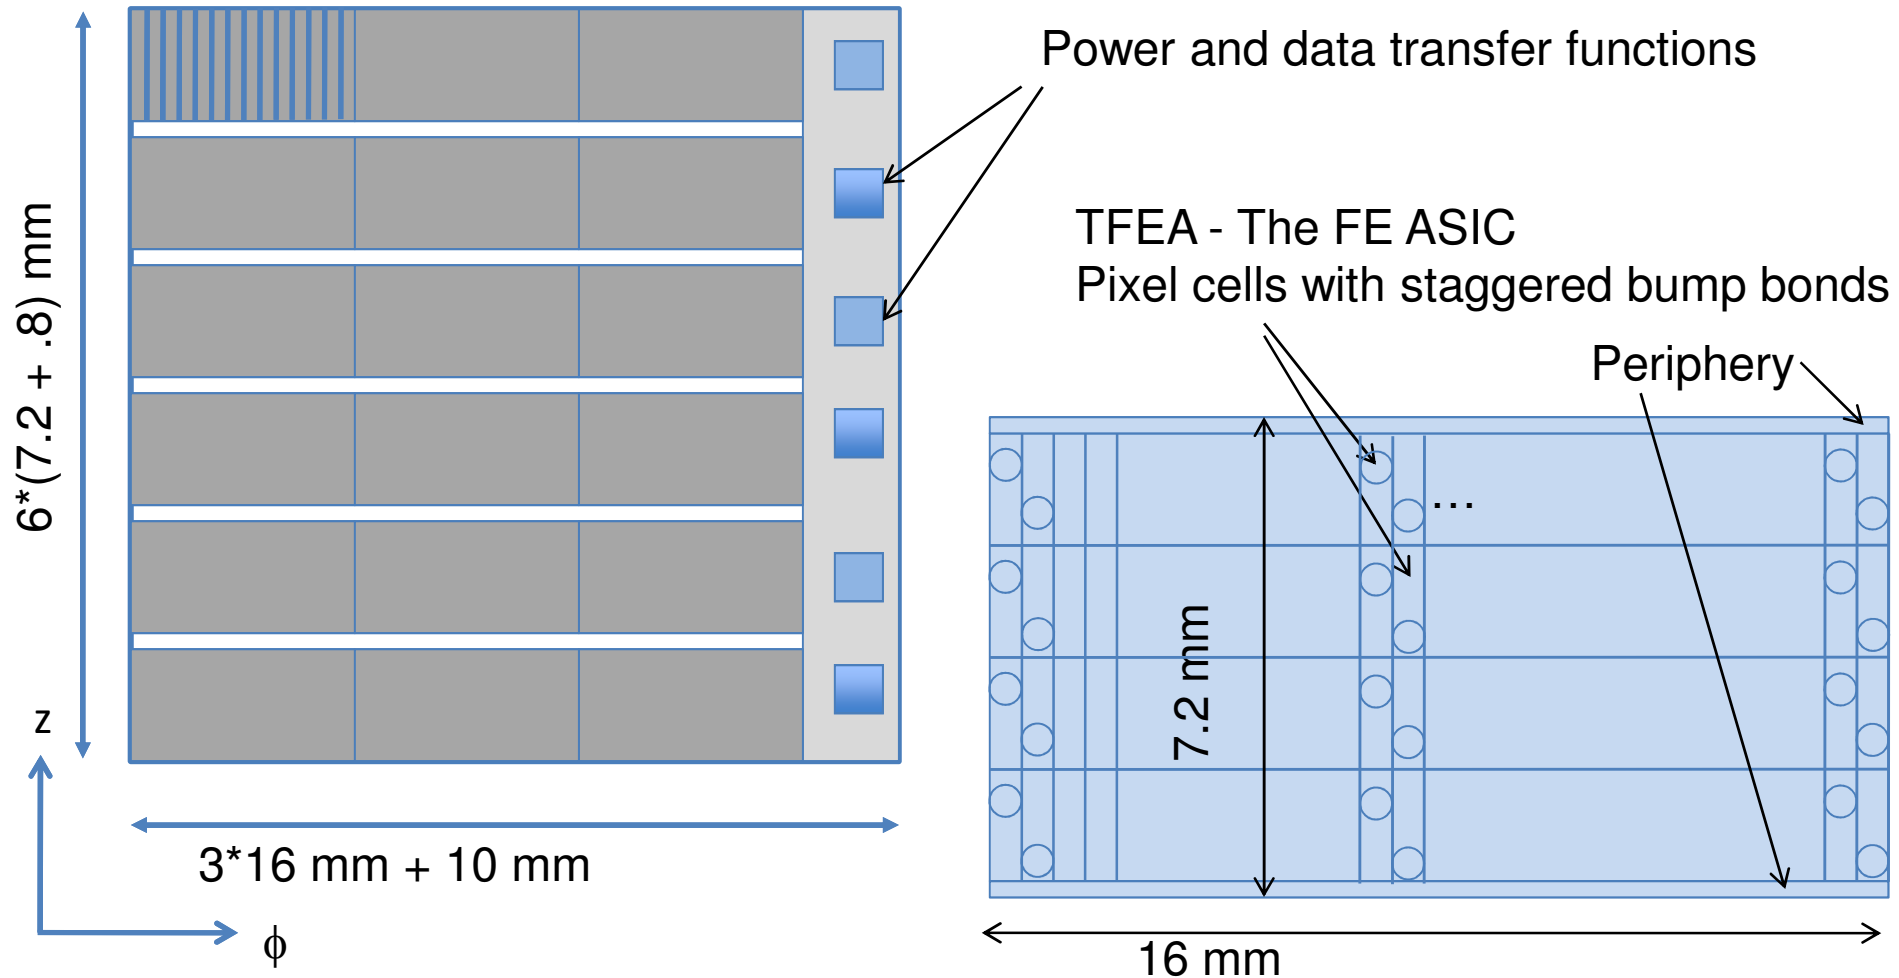 Power and data transfer functions
TFEA - The FE ASIC
Pixel cells with staggered bump bonds
Periphery
6*(7.2 + .8) mm
...
7.2 mm
z
3*16 mm + 10 mm
ϕ
16 mm